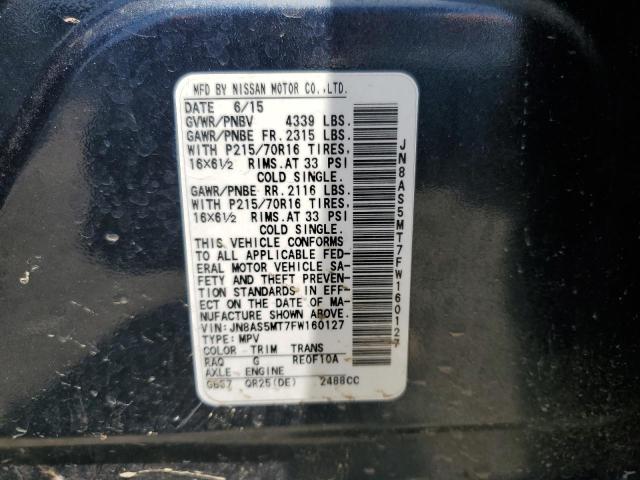 MFD BY NISSAN MOTOR CO.,LTD.
DATE 6/15
GVWR/PNBV 4339 LBS.
GAWR/PNBE FR. 2315 LBS.
WITH P215/70R16 TIRES,
16X6½ RIMS.AT 33 PSI
COLD SINGLE.
GAWR/PNBE RR. 2116 LBS.
WITH P215/70R16 TIRES,
16X6½ RIMS.AT 33 PSI
COLD SINGLE.
THIS VEHICLE CONFORMS
TO ALL APPLICABLE FED-
ERAL MOTOR VEHICLE SA-
FETY AND THEFT PREVEN-
TION STANDARDS IN EFF-
ECT ON THE DATE OF MA-
NUFACTURE SHOWN ABOVE.
VIN:JN8AS5MT7FW160127
TYPE: MPV
COLOR TRIM TRANS
RAQ G RE0F10A
AXLE ENGINE
QR25(DE) 2488CC
JN8AS5MT7FW160127